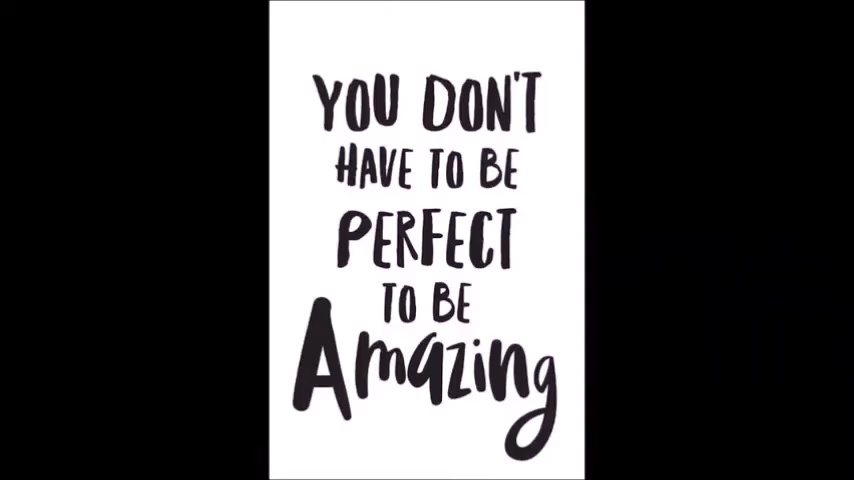 YOU DON'T
HAVE TO BE
PERFECT
TO BE
Amazing